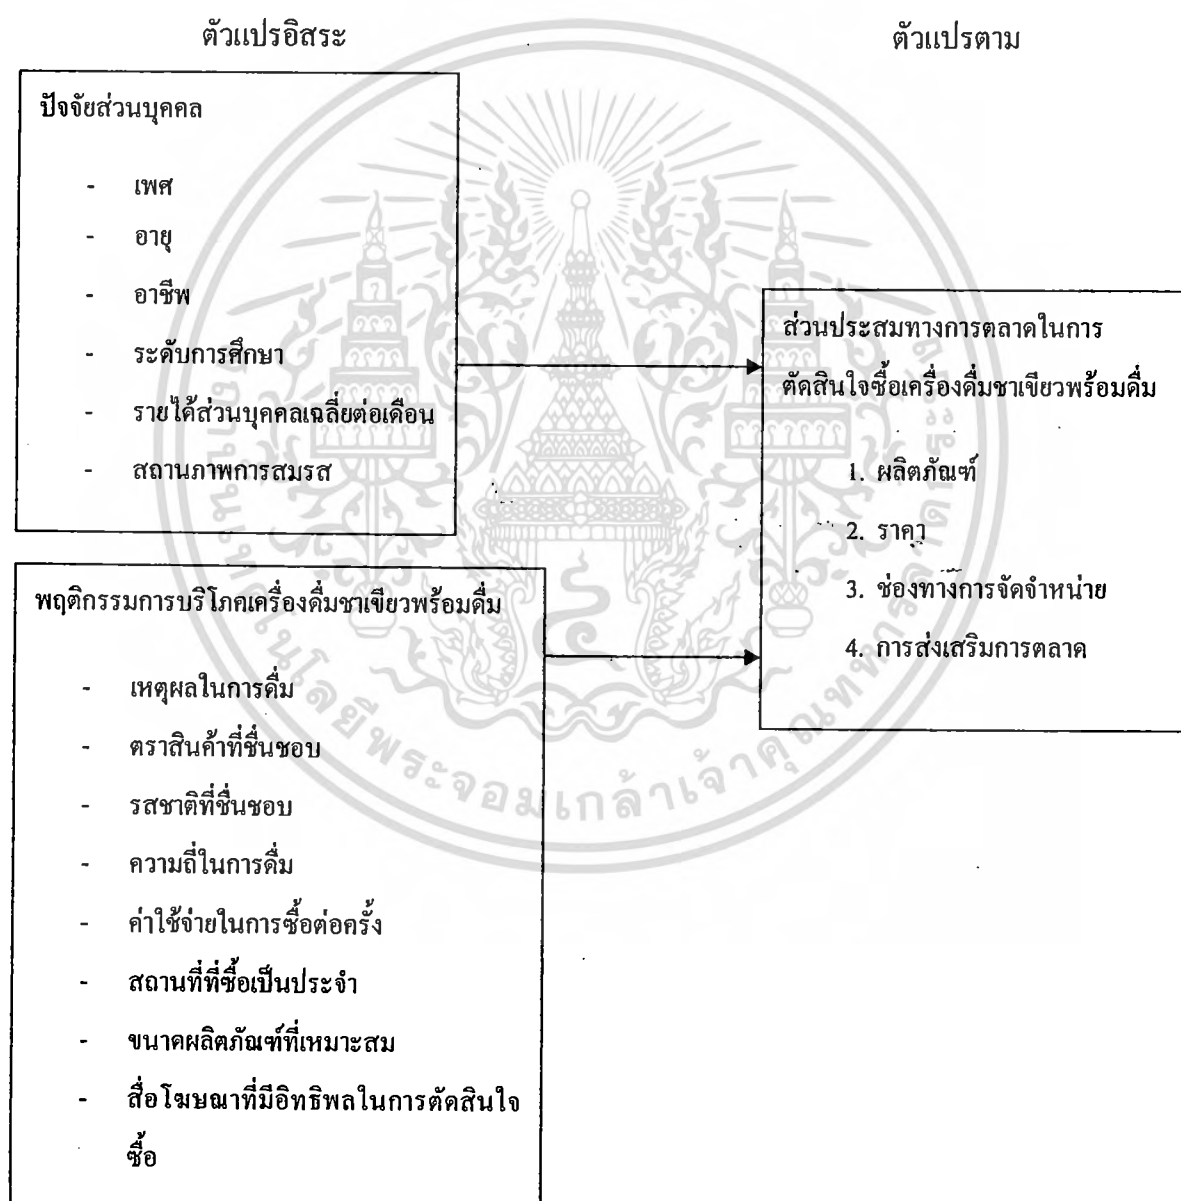 ตัวแปรอิสระ
ตัวแปรตาม
ปัจจัยส่วนบุคคล
- เพศ
- อายุ
- อาชีพ
- ระดับการศึกษา
- รายได้ส่วนบุคคลเฉลี่ยต่อเดือน
- สถานภาพการสมรส
พฤติกรรมการบริโภคเครื่องดื่มชาเขียวพร้อมดื่ม
- เหตุผลในการดื่ม
- ตราสินค้าที่ชื่นชอบ
- รสชาติที่ชื่นชอบ
- ความถี่ในการดื่ม
- ค่าใช้จ่ายในการซื้อต่อครั้ง
- สถานที่ที่ซื้อเป็นประจำ
- ขนาดผลิตภัณฑ์ที่เหมาะสม
- สื่อโฆษณาที่มีอิทธิพลในการตัดสินใจ
ซื้อ
ส่วนประสมทางการตลาดในการ
ตัดสินใจซื้อเครื่องดื่มชาเขียวพร้อมดื่ม
1. ผลิตภัณฑ์
2. ราคา
3. ช่องทางการจัดจำหน่าย
4. การส่งเสริมการตลาด